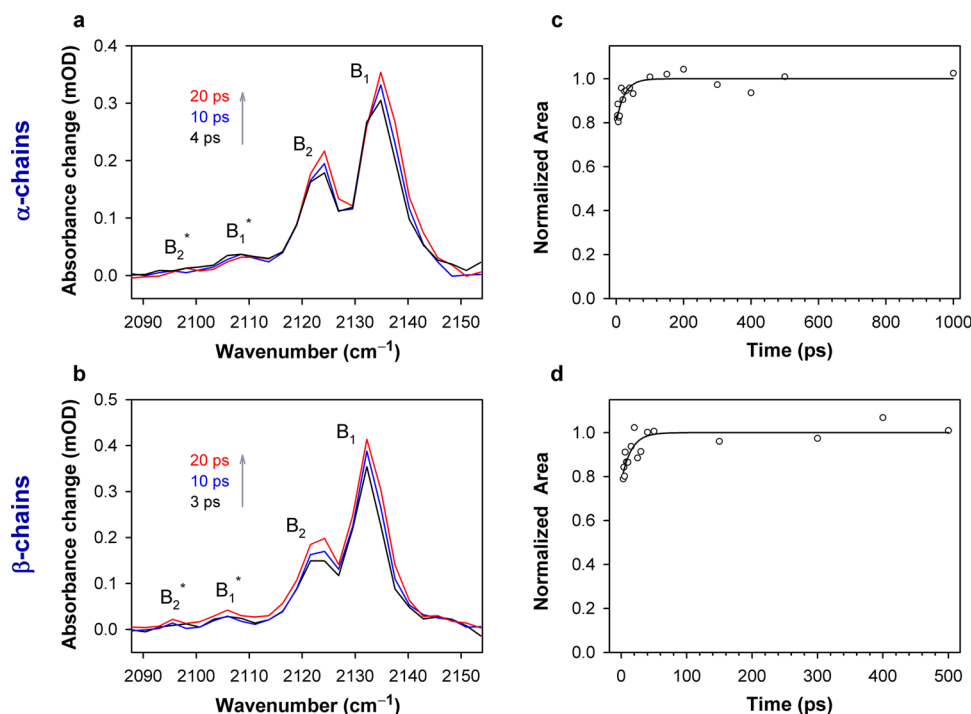 a
α-chains
Absorbance change (mOD)
0.4
0.3
0.2
0.1
0.0
20 ps
10 ps
4 ps
B2*
B1*
B2
B1
2090 2100 2110 2120 2130 2140 2150
Wavenumber (cm−1)
c
Normalized Area
1.0
0.8
0.6
0.4
0.2
0.0
0 200 400 600 800 1000
Time (ps)
b
β-chains
Absorbance change (mOD)
0.5
0.4
0.3
0.2
0.1
0.0
20 ps
10 ps
3 ps
B2*
B1*
B2
B1
2090 2100 2110 2120 2130 2140 2150
Wavenumber (cm−1)
d
Normalized Area
1.0
0.8
0.6
0.4
0.2
0.0
0 100 200 300 400 500
Time (ps)